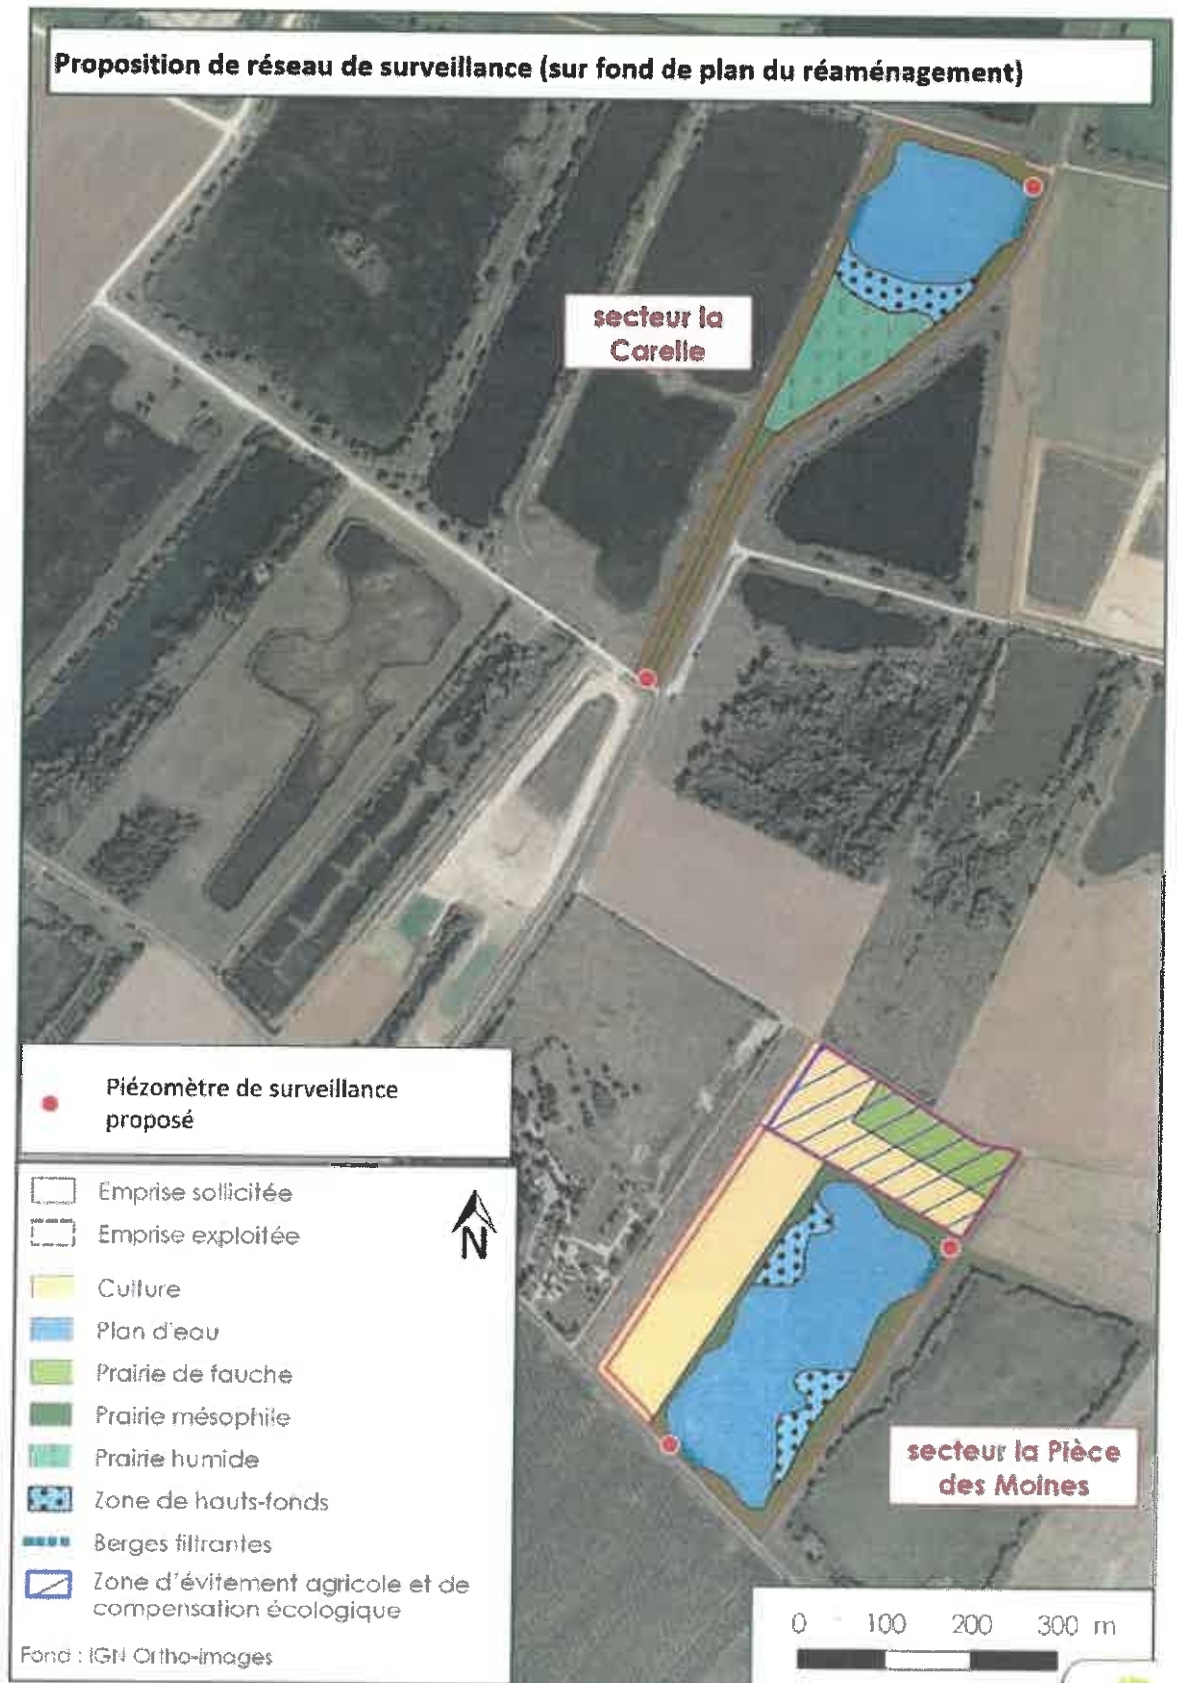 Proposition de réseau de surveillance (sur fond de plan du réaménagement)
secteur la
Carelle
Piézomètre de surveillance
proposé
Emprise sollicitée
Emprise exploitée
N
Culture
Plan d'eau
Prairie de fauche
Prairie mésophile
Prairie humide
Zone de hauts-fonds
Berges filtrantes
Zone d'évitement agricole et de
compensation écologique
Fond : IGN Ortho-images
secteur la Pièce
des Moines
0 100 200 300 m